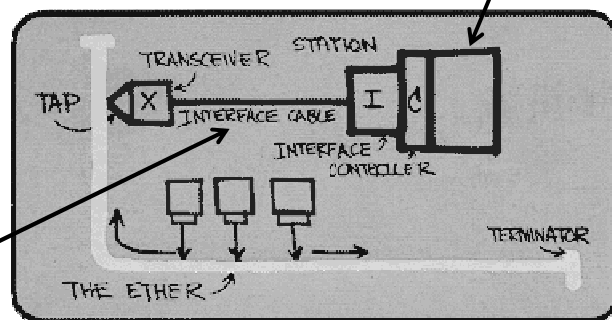 STATION
TRANSCEIVER
TAP
X
I
C
INTERFACE CABLE
INTERFACE
CONTROLLER
TERMINATOR
THE ETHER